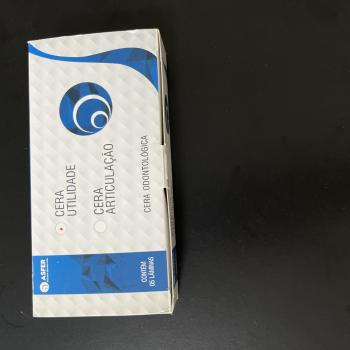 CERA
UTILIDADE
CERA
ARTICULAÇÃO
CERA ODONTOLÓGICA
ASFER
CONTÉM
05 LÂMINAS